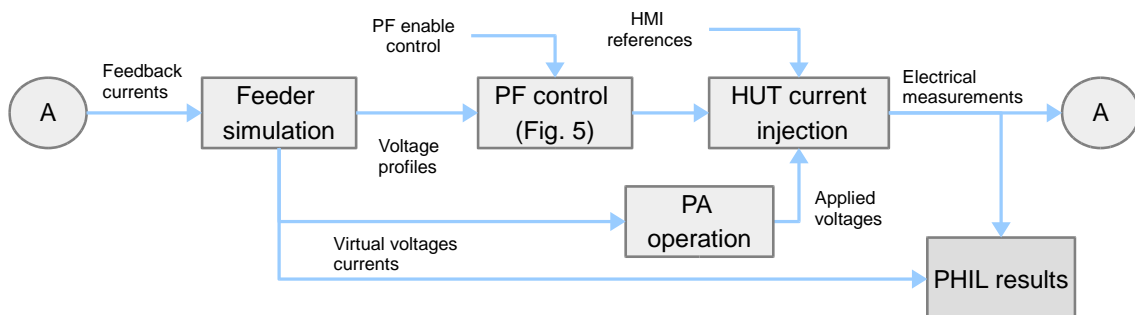 PF enable
control
HMI
references
Feedback
currents
Electrical
measurements
A
Feeder
simulation
PF control
(Fig. 5)
HUT current
injection
A
Voltage
profiles
PA
operation
Applied
voltages
Virtual voltages
currents
PHIL results